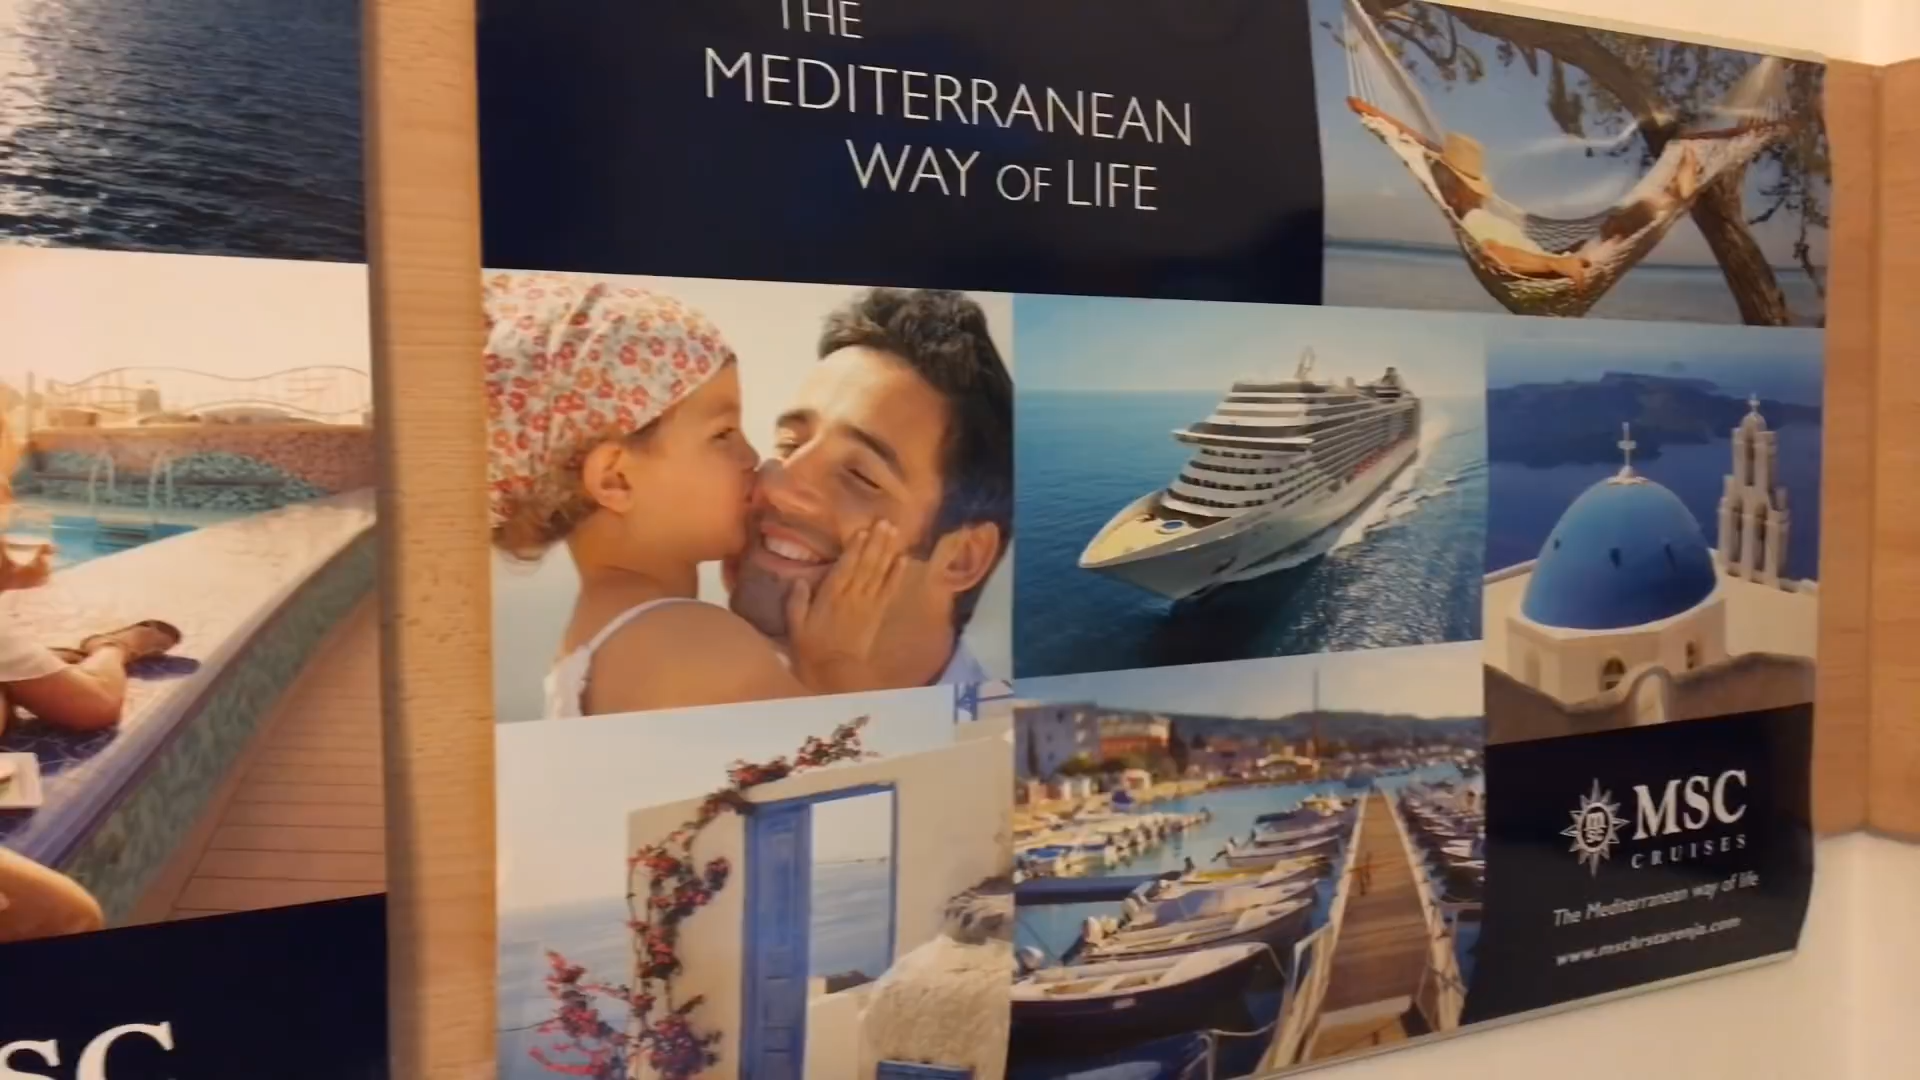 THE
MEDITERRANEAN
WAY OF LIFE
MSC
CRUISES
The Mediterranean way of life
www.msckrstarenja.com
SC